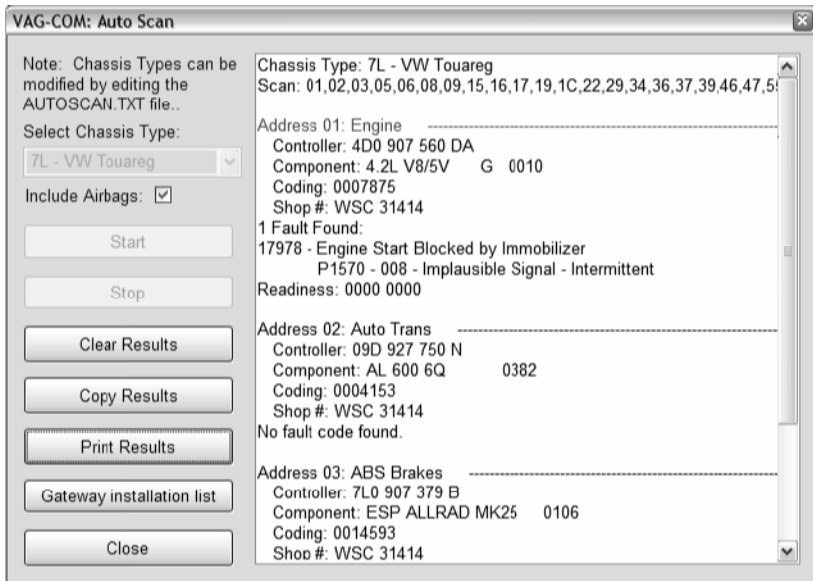 VAG-COM: Auto Scan
Note: Chassis Types can be
modified by editing the
AUTOSCAN.TXT file..
Select Chassis Type:
7L - VW Touareg
Include Airbags:
Start
Stop
Clear Results
Copy Results
Print Results
Gateway installation list
Close
Chassis Type: 7L - VW Touareg
Scan: 01,02,03,05,06,08,09,15,16,17,19,1C,22,29,34,36,37,39,46,47,55
Address 01: Engine --------------------
Controller: 4D0 907 560 DA
Component: 4.2L V8/5V G 0010
Coding: 0007875
Shop #: WSC 31414
1 Fault Found:
17978 - Engine Start Blocked by Immobilizer
P1570 - 008 - Implausible Signal - Intermittent
Readiness: 0000 0000
Address 02: Auto Trans --------------------
Controller: 09D 927 750 N
Component: AL 600 6Q 0382
Coding: 0004153
Shop #: WSC 31414
No fault code found.
Address 03: ABS Brakes --------------------
Controller: 7L0 907 379 B
Component: ESP ALLRAD MK25 0106
Coding: 0014593
Shop #: WSC 31414